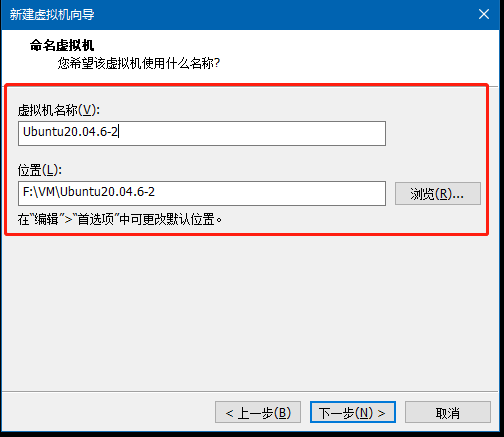 新建虚拟机向导
命名虚拟机
您希望该虚拟机使用什么名称?
虚拟机名称(V):
Ubuntu20.04.6-2
位置(L):
F:\VM\Ubuntu20.04.6-2
浏览(R)...
在“编辑”>“首选项”中可更改默认位置。
< 上一步(B)
下一步(N) >
取消